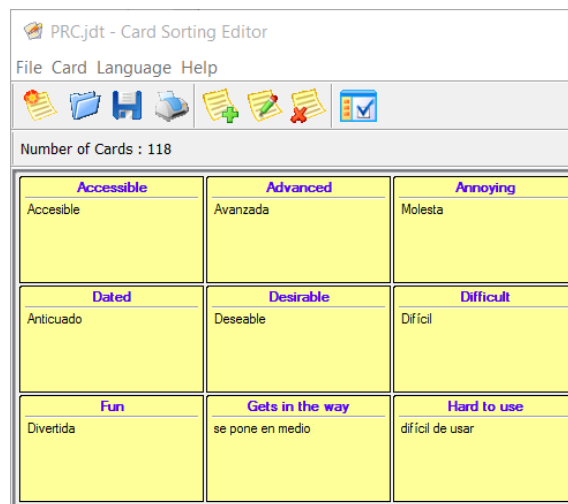 PRC.jdt - Card Sorting Editor
File Card Language Help
Number of Cards : 118
Accessible
Accesible
Advanced
Avanzada
Annoying
Molesta
Dated
Anticuado
Desirable
Deseable
Difficult
Difícil
Fun
Divertida
Gets in the way
se pone en medio
Hard to use
difícil de usar